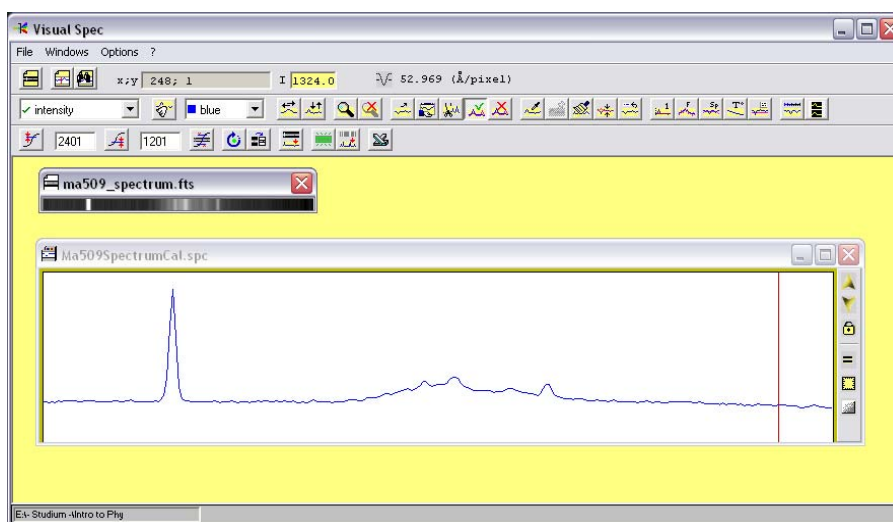 Visual Spec
File Windows Options ?
x;y 248; 1 I 1324.0 52.969 (Å/pixel)
intensity blue
2401 1201
ma509_spectrum.fts
Ma509SpectrumCal.spc
E:\- Studium -\Intro to Phy